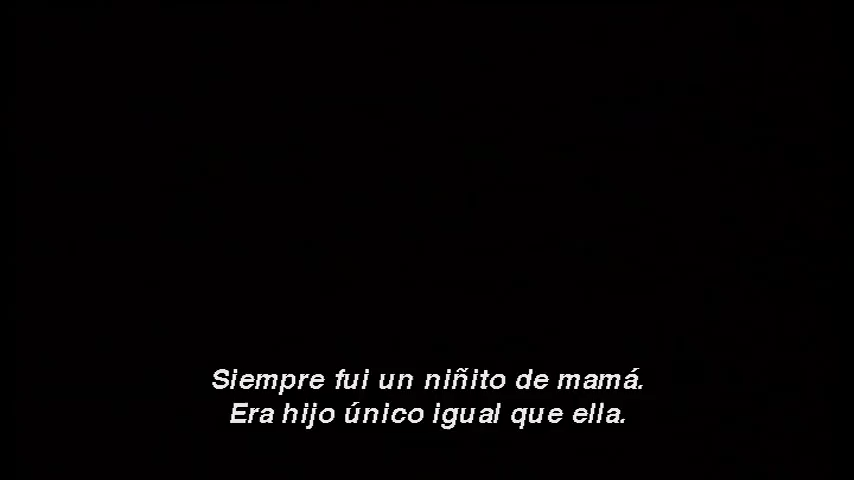 Siempre fui un niñito de mamá.
Era hijo único igual que ella.